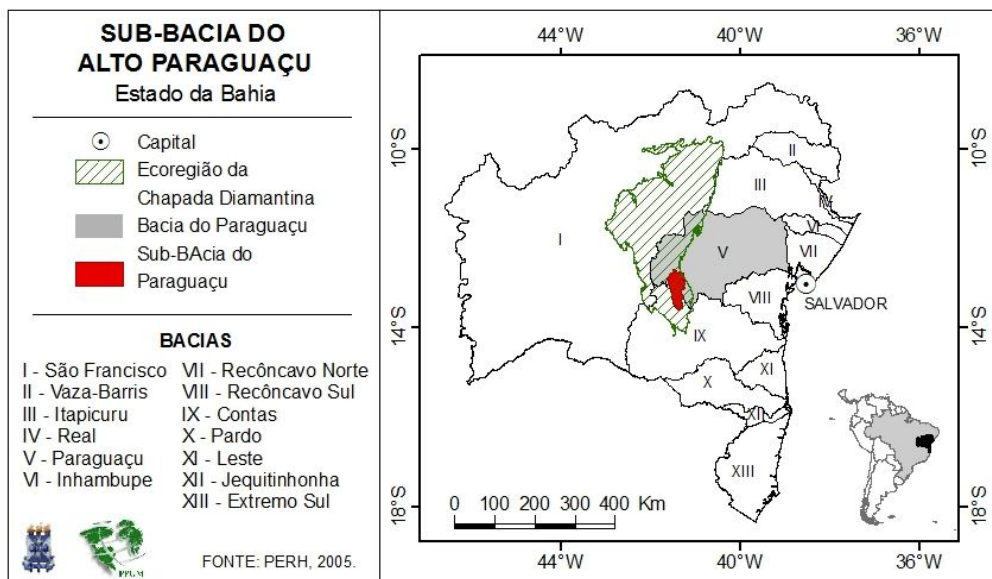 SUB-BACIA DO
ALTO PARAGUAÇU
Estado da Bahia
Capital
Ecoregião da
Chapada Diamantina
Bacia do Paraguaçu
Sub-BAcia do
Paraguaçu
BACIAS
I - São Francisco
II - Vaza-Barris
III - Itapicuru
IV - Real
V - Paraguaçu
VI - Inhambupe
VII - Recôncavo Norte
VIII - Recôncavo Sul
IX - Contas
X - Pardo
XI - Leste
XII - Jequitinhonha
XIII - Extremo Sul
PPGM
FONTE: PERH, 2005.
44°W 40°W 36°W
10°S
14°S
18°S
I
II
III
IV
VI
V
VII
VIII
SALVADOR
IX
XI
X
XII
XIII
0 100 200 300 400 Km
10°S
14°S
18°S
44°W 40°W 36°W